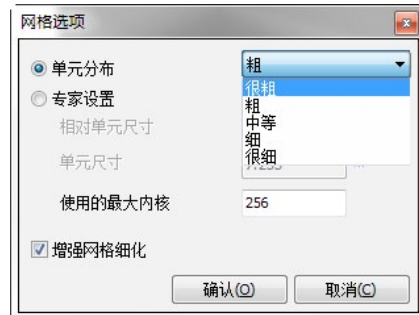 网格选项
单元分布 粗
很粗
专家设置
粗
相对单元尺寸
中等
细
单元尺寸
很细
使用的最大内核 256
增强网格细化
确认(O) 取消(C)